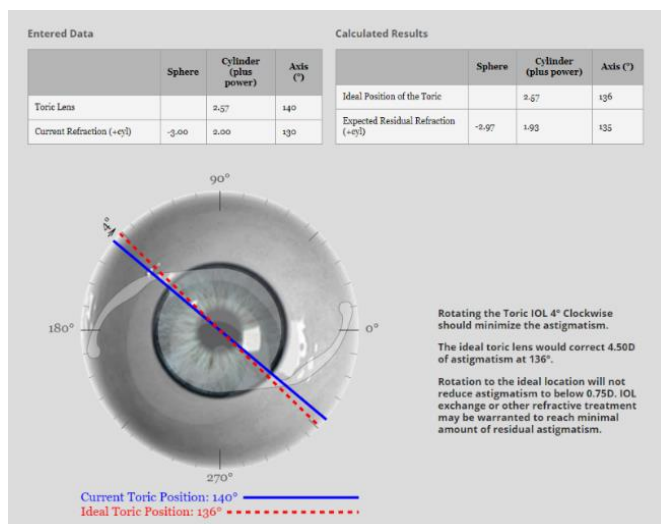 Entered Data
Sphere Cylinder (plus power) Axis (°)
Toric Lens 2.57 140
Current Refraction (+cyl) -3.00 2.00 130
Calculated Results
Sphere Cylinder (plus power) Axis (°)
Ideal Position of the Toric 2.57 136
Expected Residual Refraction (+cyl) -2.97 1.93 135
90°
4°
180°
0°
270°
Rotating the Toric IOL 4° Clockwise
should minimize the astigmatism.
The ideal toric lens would correct 4.50D
of astigmatism at 136°.
Rotation to the ideal location will not
reduce astigmatism to below 0.75D. IOL
exchange or other refractive treatment
may be warranted to reach minimal
amount of residual astigmatism.
Current Toric Position: 140°
Ideal Toric Position: 136°